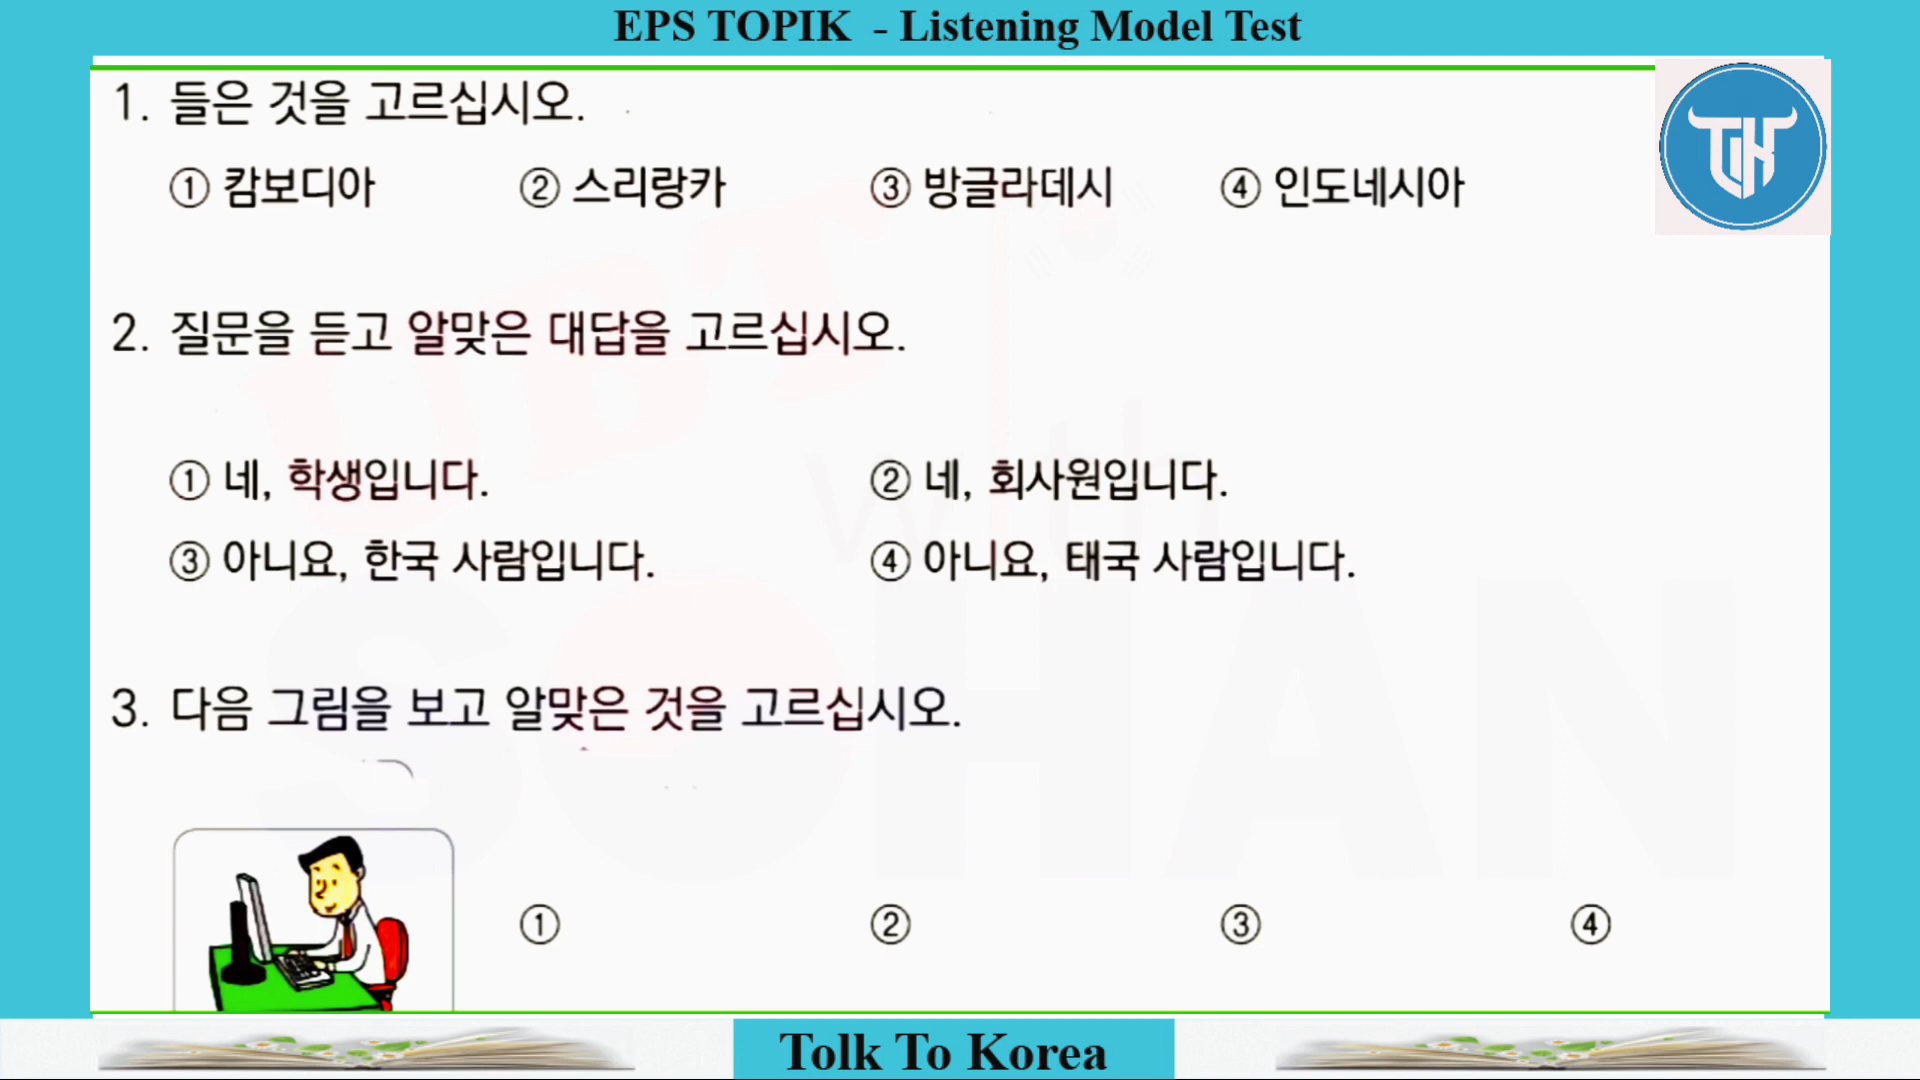 EPS TOPIK - Listening Model Test
1. 들은 것을 고르십시오.
① 캄보디아 ② 스리랑카 ③ 방글라데시 ④ 인도네시아
2. 질문을 듣고 알맞은 대답을 고르십시오.
① 네, 학생입니다. ② 네, 회사원입니다.
③ 아니요, 한국 사람입니다. ④ 아니요, 태국 사람입니다.
3. 다음 그림을 보고 알맞은 것을 고르십시오.
① ② ③ ④
UBT
with
SOHAN
Tolk To Korea